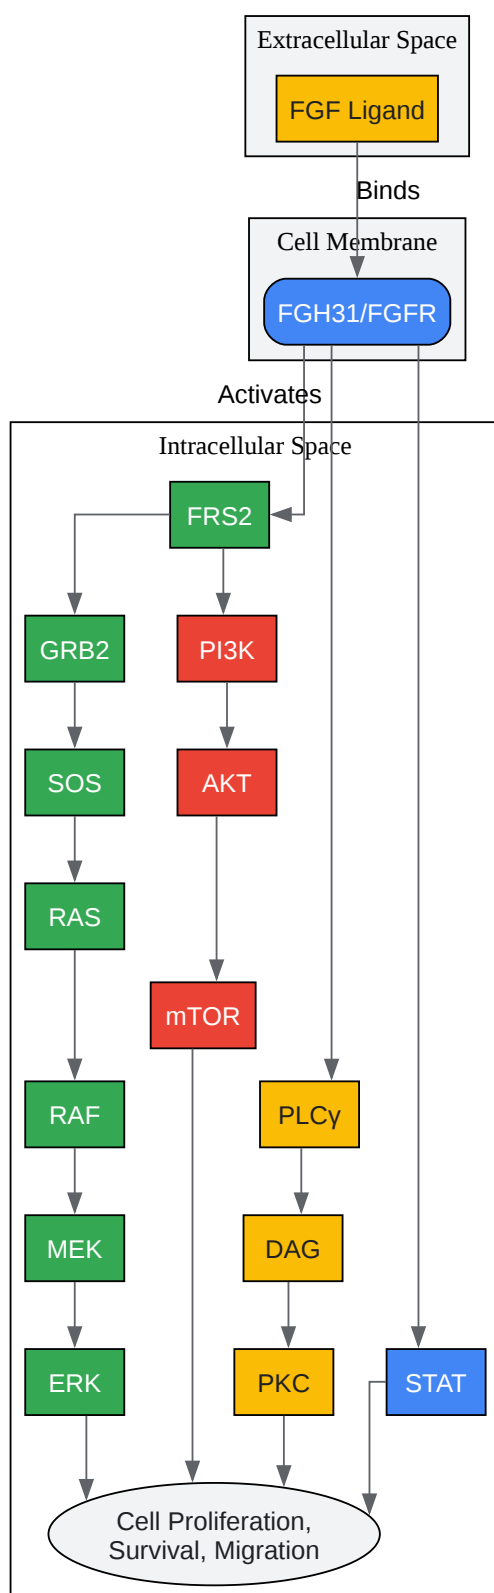 Extracellular Space
FGF Ligand
Binds
Cell Membrane
FGH31/FGFR
Activates
Intracellular Space
FRS2
GRB2
PI3K
SOS
AKT
RAS
mTOR
RAF
PLCγ
MEK
DAG
ERK
PKC
STAT
Cell Proliferation,
Survival, Migration